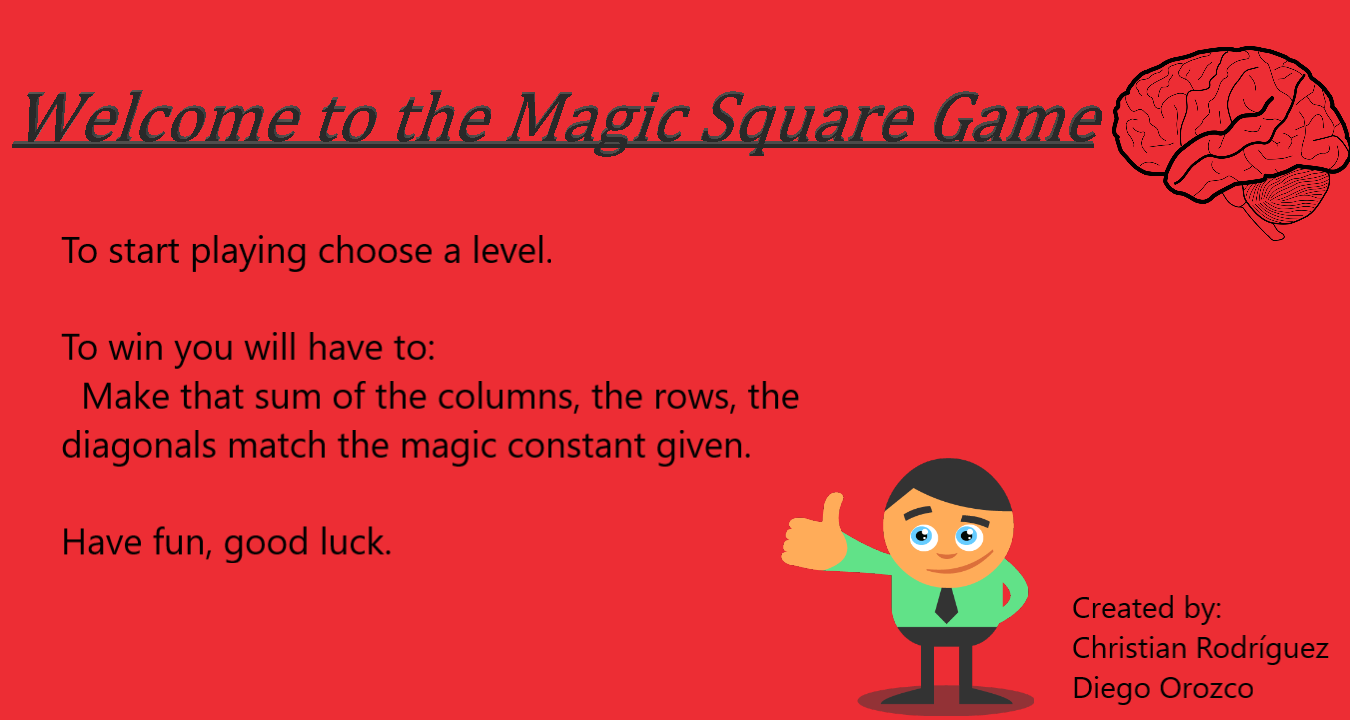 Welcome to the Magic Square Game
To start playing choose a level.
To win you will have to:
Make that sum of the columns, the rows, the
diagonals match the magic constant given.
Have fun, good luck.
Created by:
Christian Rodríguez
Diego Orozco